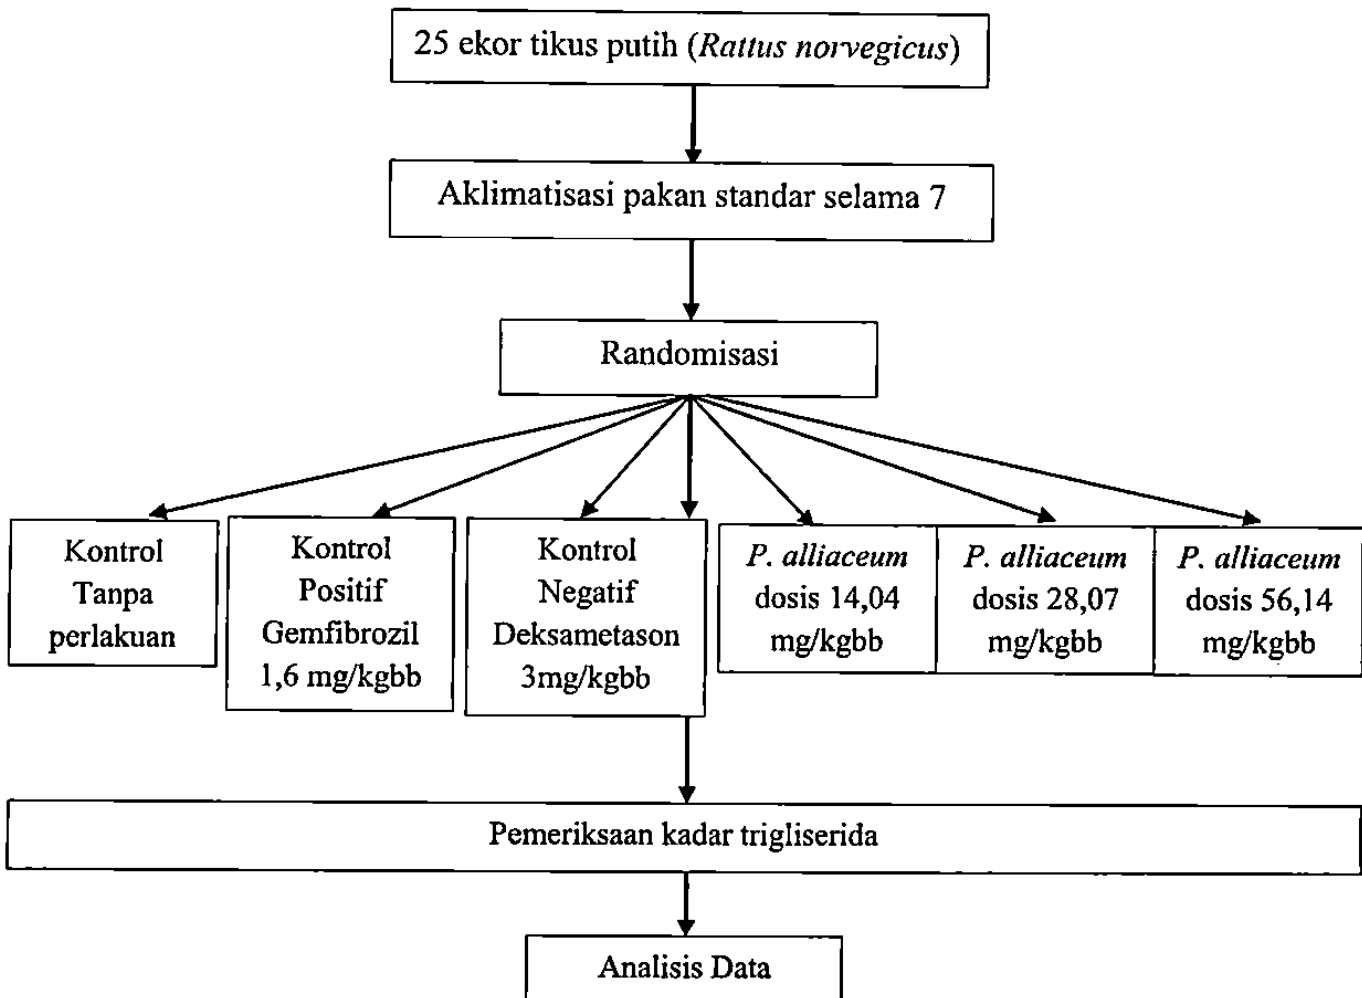 25 ekor tikus putih (Rattus norvegicus)
Aklimatisasi pakan standar selama 7
Randomisasi
Kontrol
Tanpa
perlakuan
Kontrol
Positif
Gemfibrozil
1,6 mg/kgbb
Kontrol
Negatif
Deksametason
3mg/kgbb
P. alliaceum
dosis 14,04
mg/kgbb
P. alliaceum
dosis 28,07
mg/kgbb
P. alliaceum
dosis 56,14
mg/kgbb
Pemeriksaan kadar trigliserida
Analisis Data